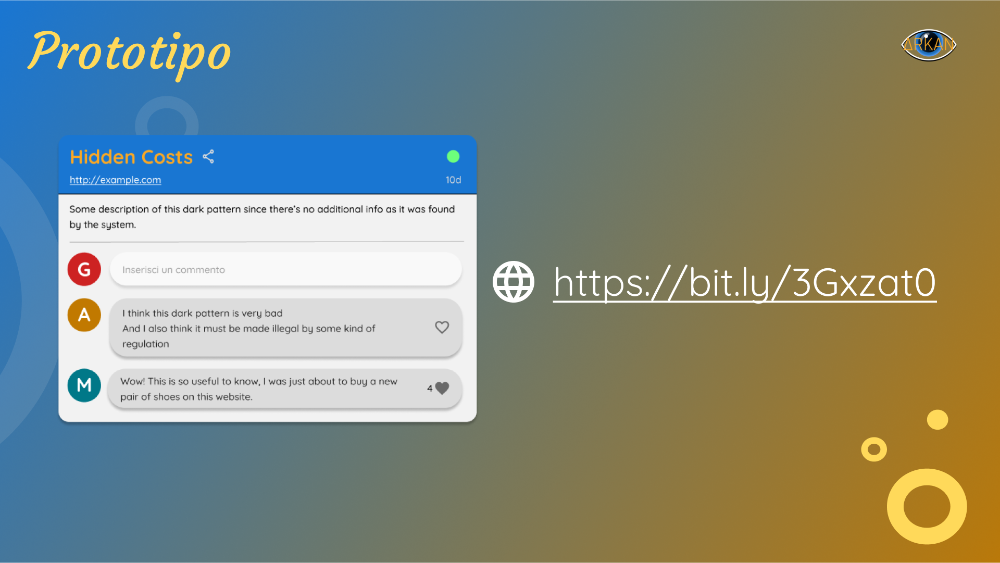 Prototipo
ARKAN
Hidden Costs
http://example.com
10d
Some description of this dark pattern since there's no additional info as it was found
by the system.
G
Inserisci un commento
A
I think this dark pattern is very bad
And I also think it must be made illegal by some kind of
regulation
M
Wow! This is so useful to know, I was just about to buy a new
pair of shoes on this website.
4
https://bit.ly/3Gxzat0